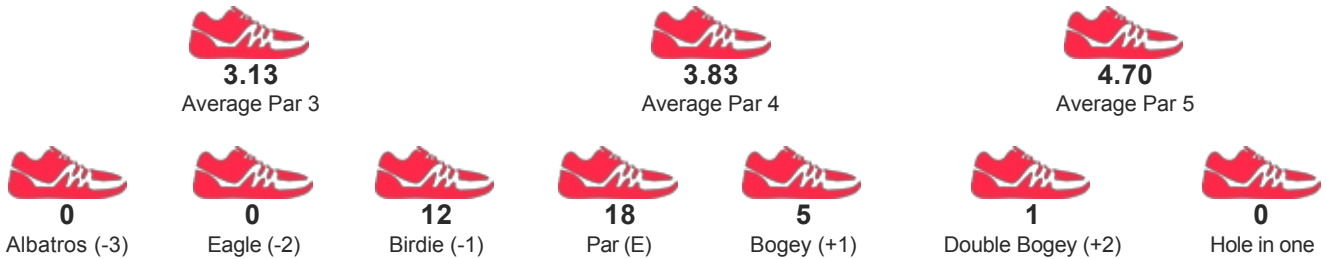 3.13 3.83 4.70
Average Par 3 Average Par 4 Average Par 5
0 0 12 18 5 1 0
Albatros (-3) Eagle (-2) Birdie (-1) Par (E) Bogey (+1) Double Bogey (+2) Hole in one